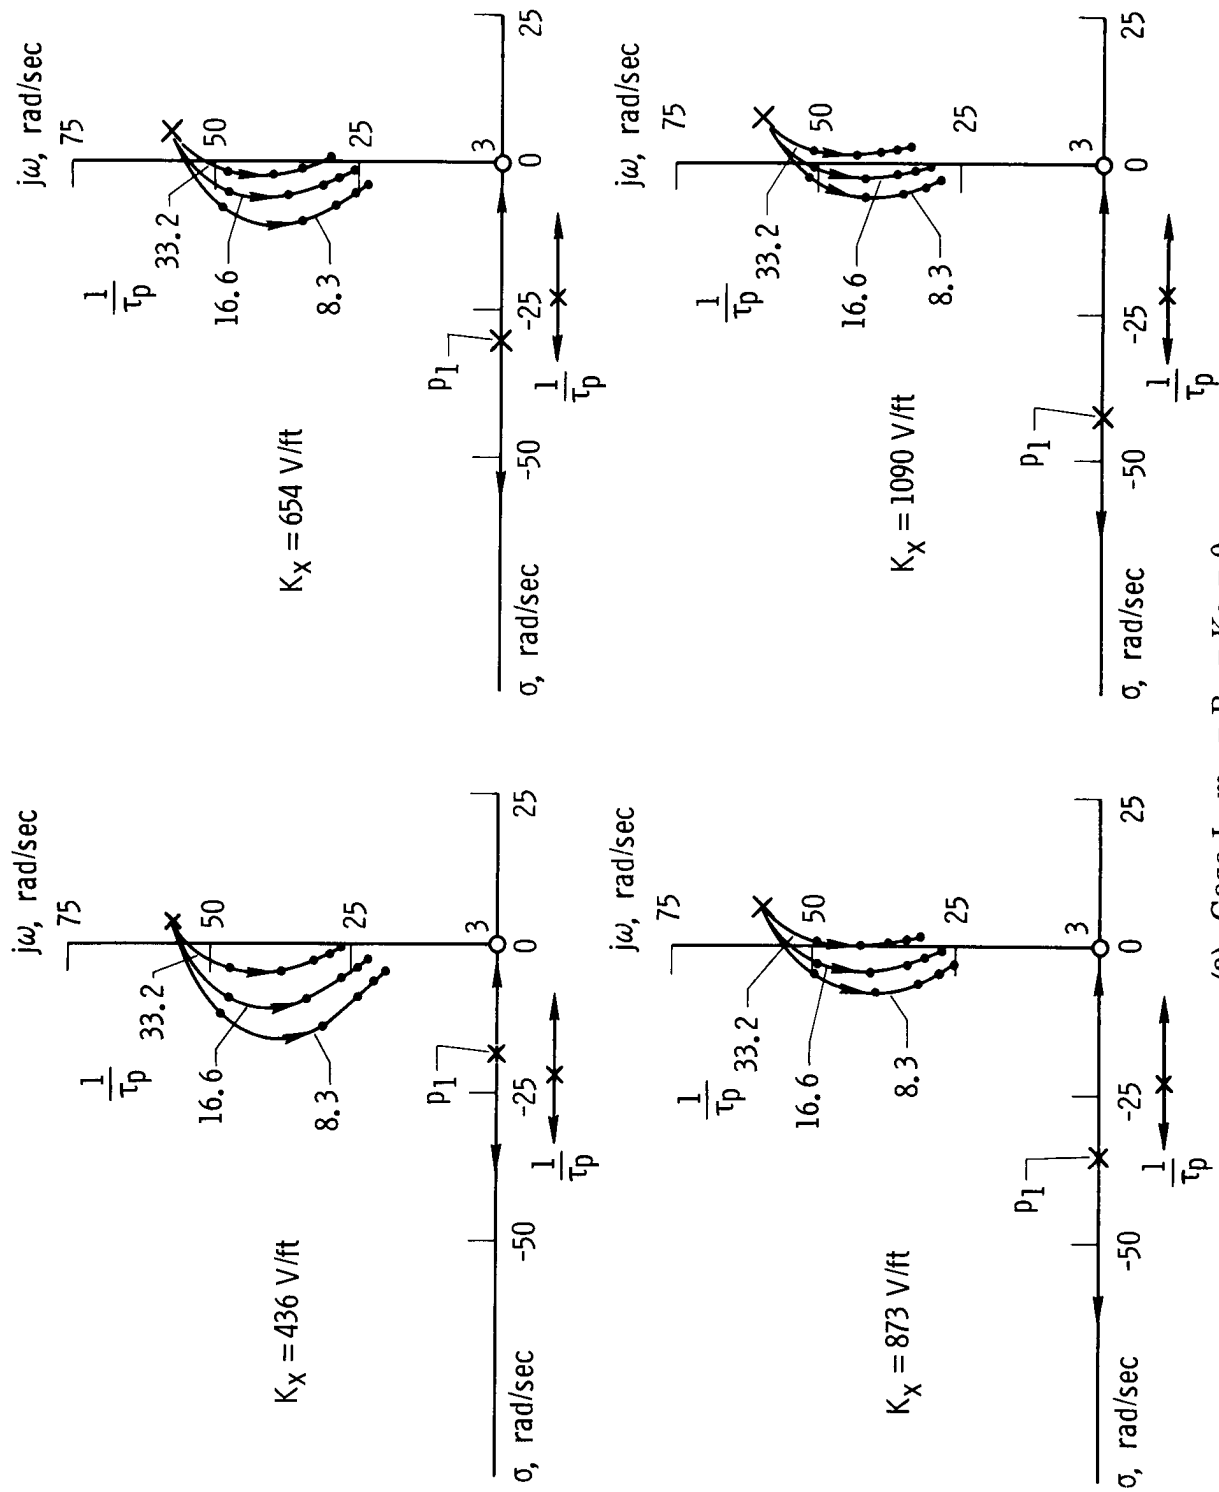 jω, rad/sec
75
50
25
3
1
τp
33.2
16.6
8.3
p1
1
τp
-50
-25
0
25
σ, rad/sec
Kx = 436 V/ft
jω, rad/sec
75
50
25
3
1
τp
33.2
16.6
8.3
p1
1
τp
-50
-25
0
25
σ, rad/sec
Kx = 654 V/ft
jω, rad/sec
75
50
25
3
1
τp
33.2
16.6
8.3
p1
1
τp
-50
-25
0
25
σ, rad/sec
Kx = 873 V/ft
jω, rad/sec
75
50
25
3
1
τp
33.2
16.6
8.3
p1
1
τp
-50
-25
0
25
σ, rad/sec
Kx = 1090 V/ft